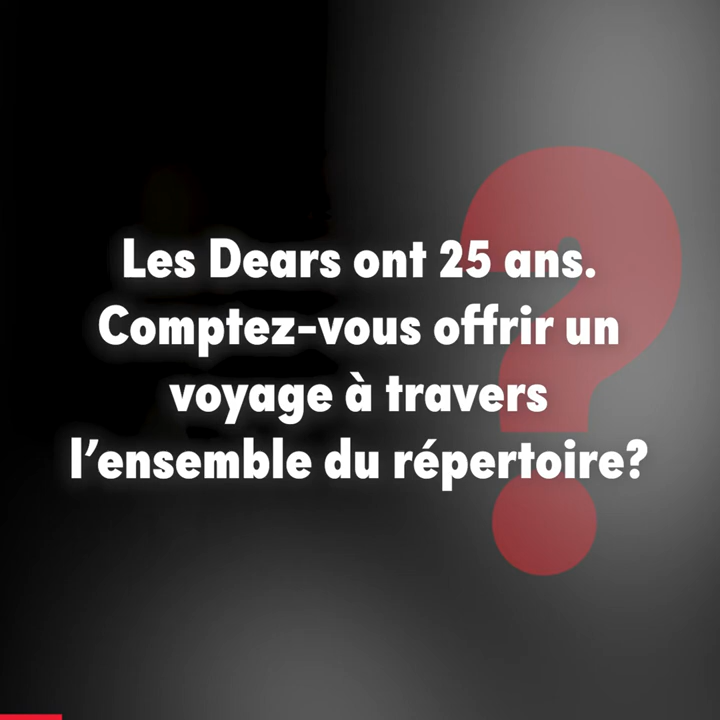 Les Dears ont 25 ans.
Comptez-vous offrir un
voyage à travers
l’ensemble du répertoire?